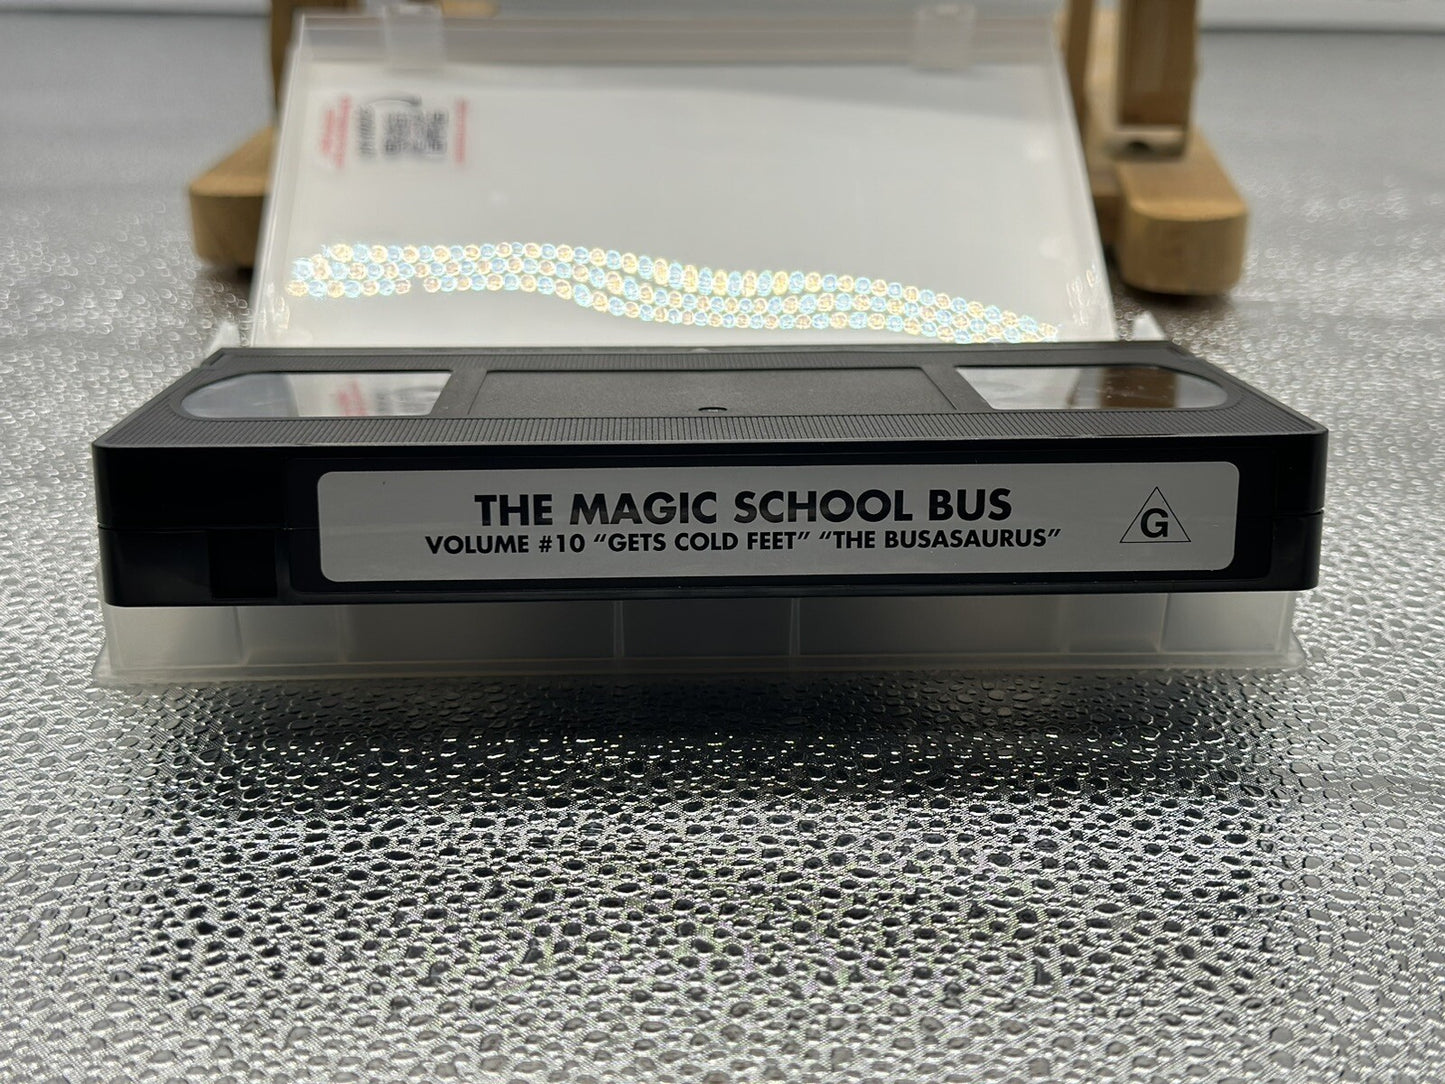 THE MAGIC SCHOOL BUS
VOLUME #10 “GETS COLD FEET” “THE BUSASAURUS”
G